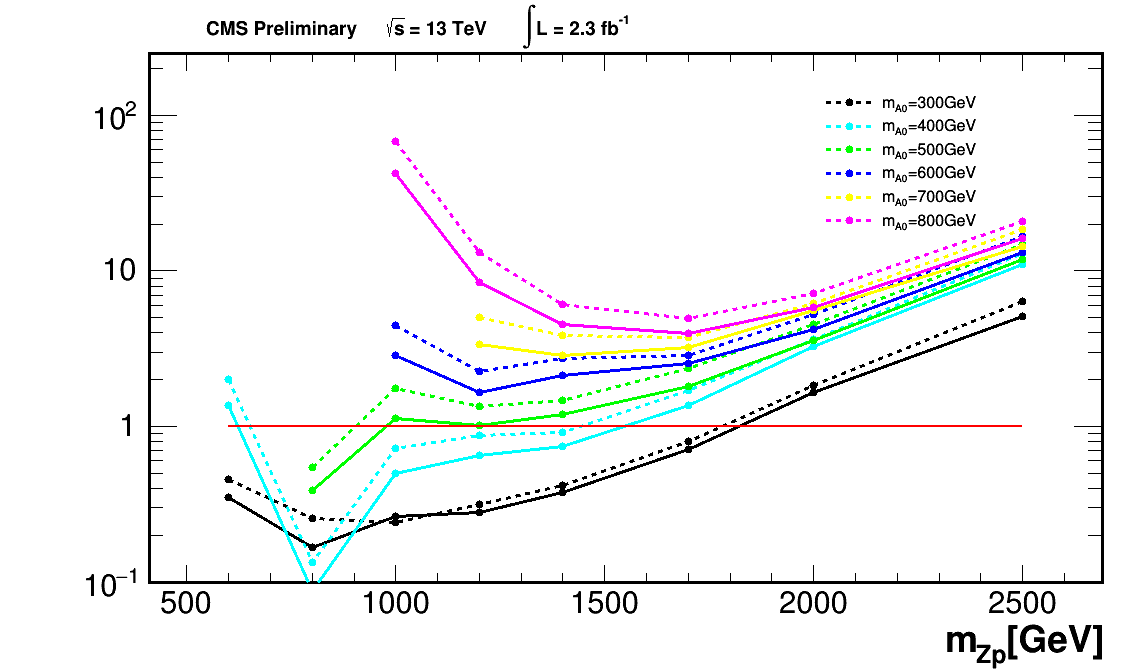 CMS Preliminary √s = 13 TeV ∫L = 2.3 fb⁻¹
10²
10
1
10⁻¹
m_A0=300GeV
m_A0=400GeV
m_A0=500GeV
m_A0=600GeV
m_A0=700GeV
m_A0=800GeV
500 1000 1500 2000 2500
m_Zp[GeV]